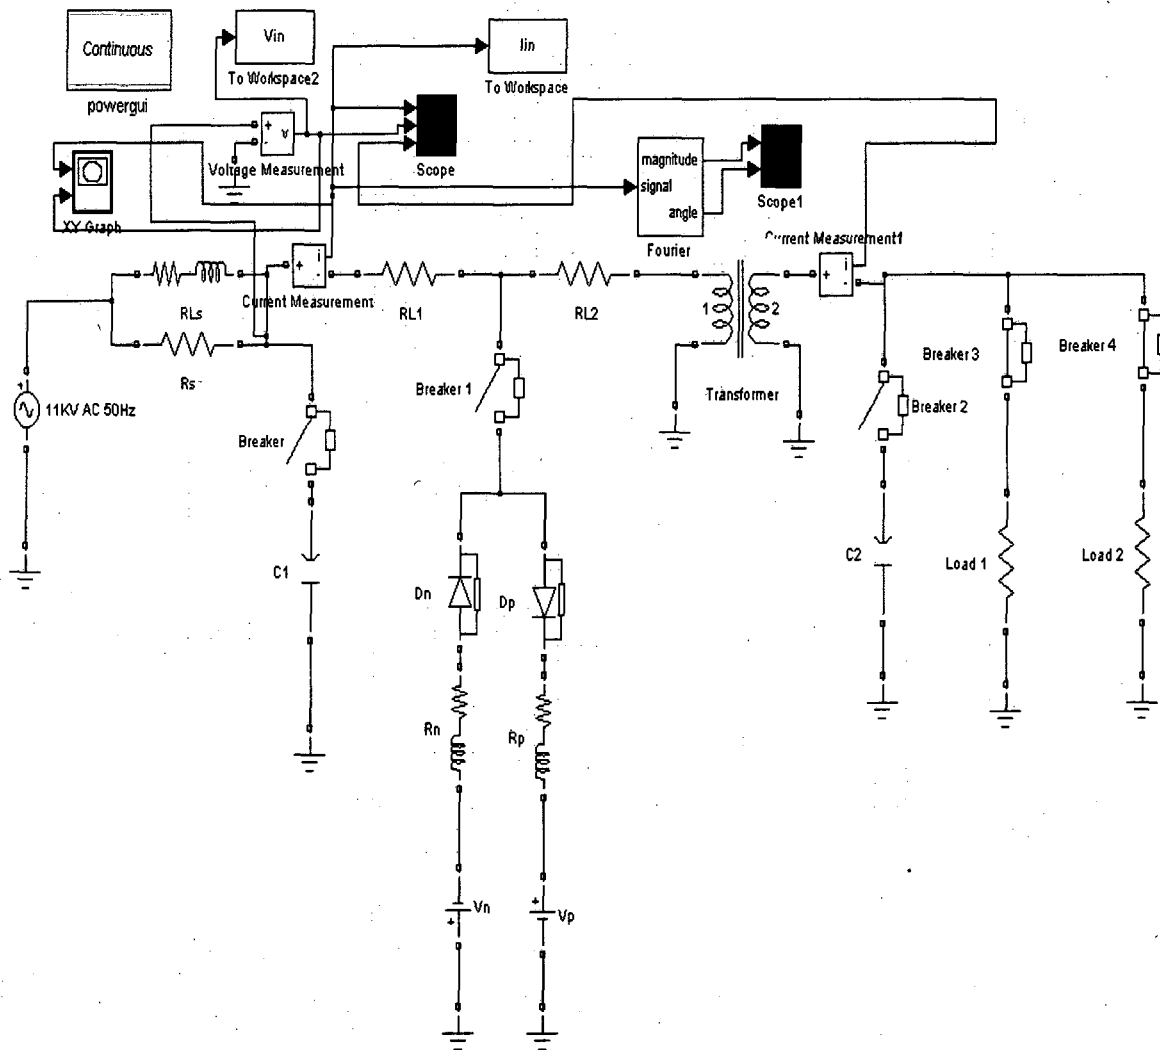 Continuous
powergui
Vin
To Workspace2
Iin
To Workspace
+
-
v
Voltage Measurement
Scope
XY Graph
magnitude
signal
angle
Fourier
Scope1
Current Measurement1
+
-
i
+
-
i
Current Measurement
RLs
Rs
RL1
RL2
1
2
Transformer
+
11KV AC 50Hz
Breaker
Breaker 1
Breaker 2
Breaker 3
Breaker 4
C1
C2
Load 1
Load 2
Dn
Dp
Rn
Rp
Vn
+
+
Vp